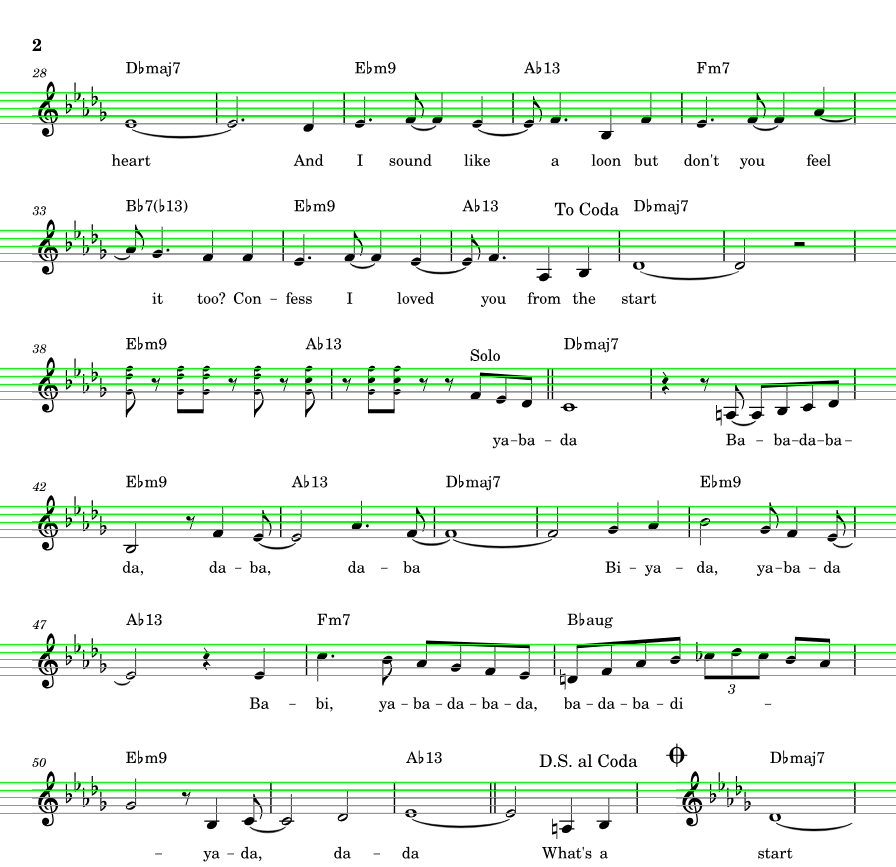 2
28 D♭maj7 E♭m9 A♭13 Fm7
heart And I sound like a loon but don't you feel
33 B♭7(♭13) E♭m9 A♭13 To Coda D♭maj7
it too? Con – fess I loved you from the start
38 E♭m9 A♭13 Solo D♭maj7
ya – ba – da Ba – ba – da – ba –
42 E♭m9 A♭13 D♭maj7 E♭m9
da, da – ba, da – ba Bi – ya – da, ya – ba – da
47 A♭13 Fm7 B♭aug
Ba – bi, ya – ba – da – ba – da, ba – da – ba – di –
3
50 E♭m9 A♭13 D.S. al Coda D♭maj7
– ya – da, da – da What's a start